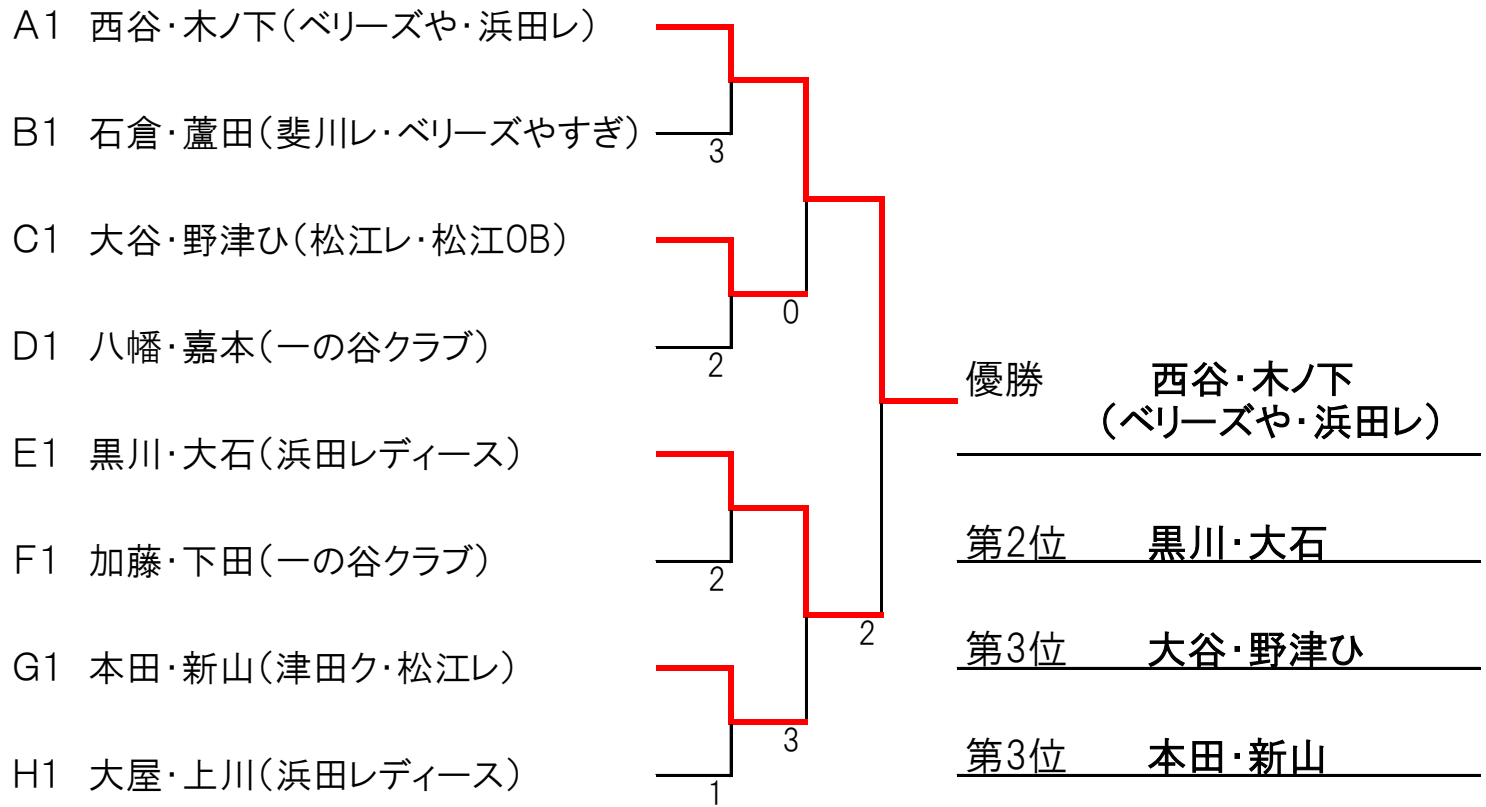 A1 西谷・木ノ下(ベリーズや・浜田レ)
B1 石倉・蘆田(斐川レ・ベリーズやすぎ)
3
C1 大谷・野津ひ(松江レ・松江OB)
0
D1 八幡・嘉本(一の谷クラブ)
2
優勝 西谷・木ノ下
(ベリーズや・浜田レ)
E1 黒川・大石(浜田レディース)
第2位 黒川・大石
F1 加藤・下田(一の谷クラブ)
2
2
第3位 大谷・野津ひ
G1 本田・新山(津田ク・松江レ)
3
第3位 本田・新山
H1 大屋・上川(浜田レディース)
1